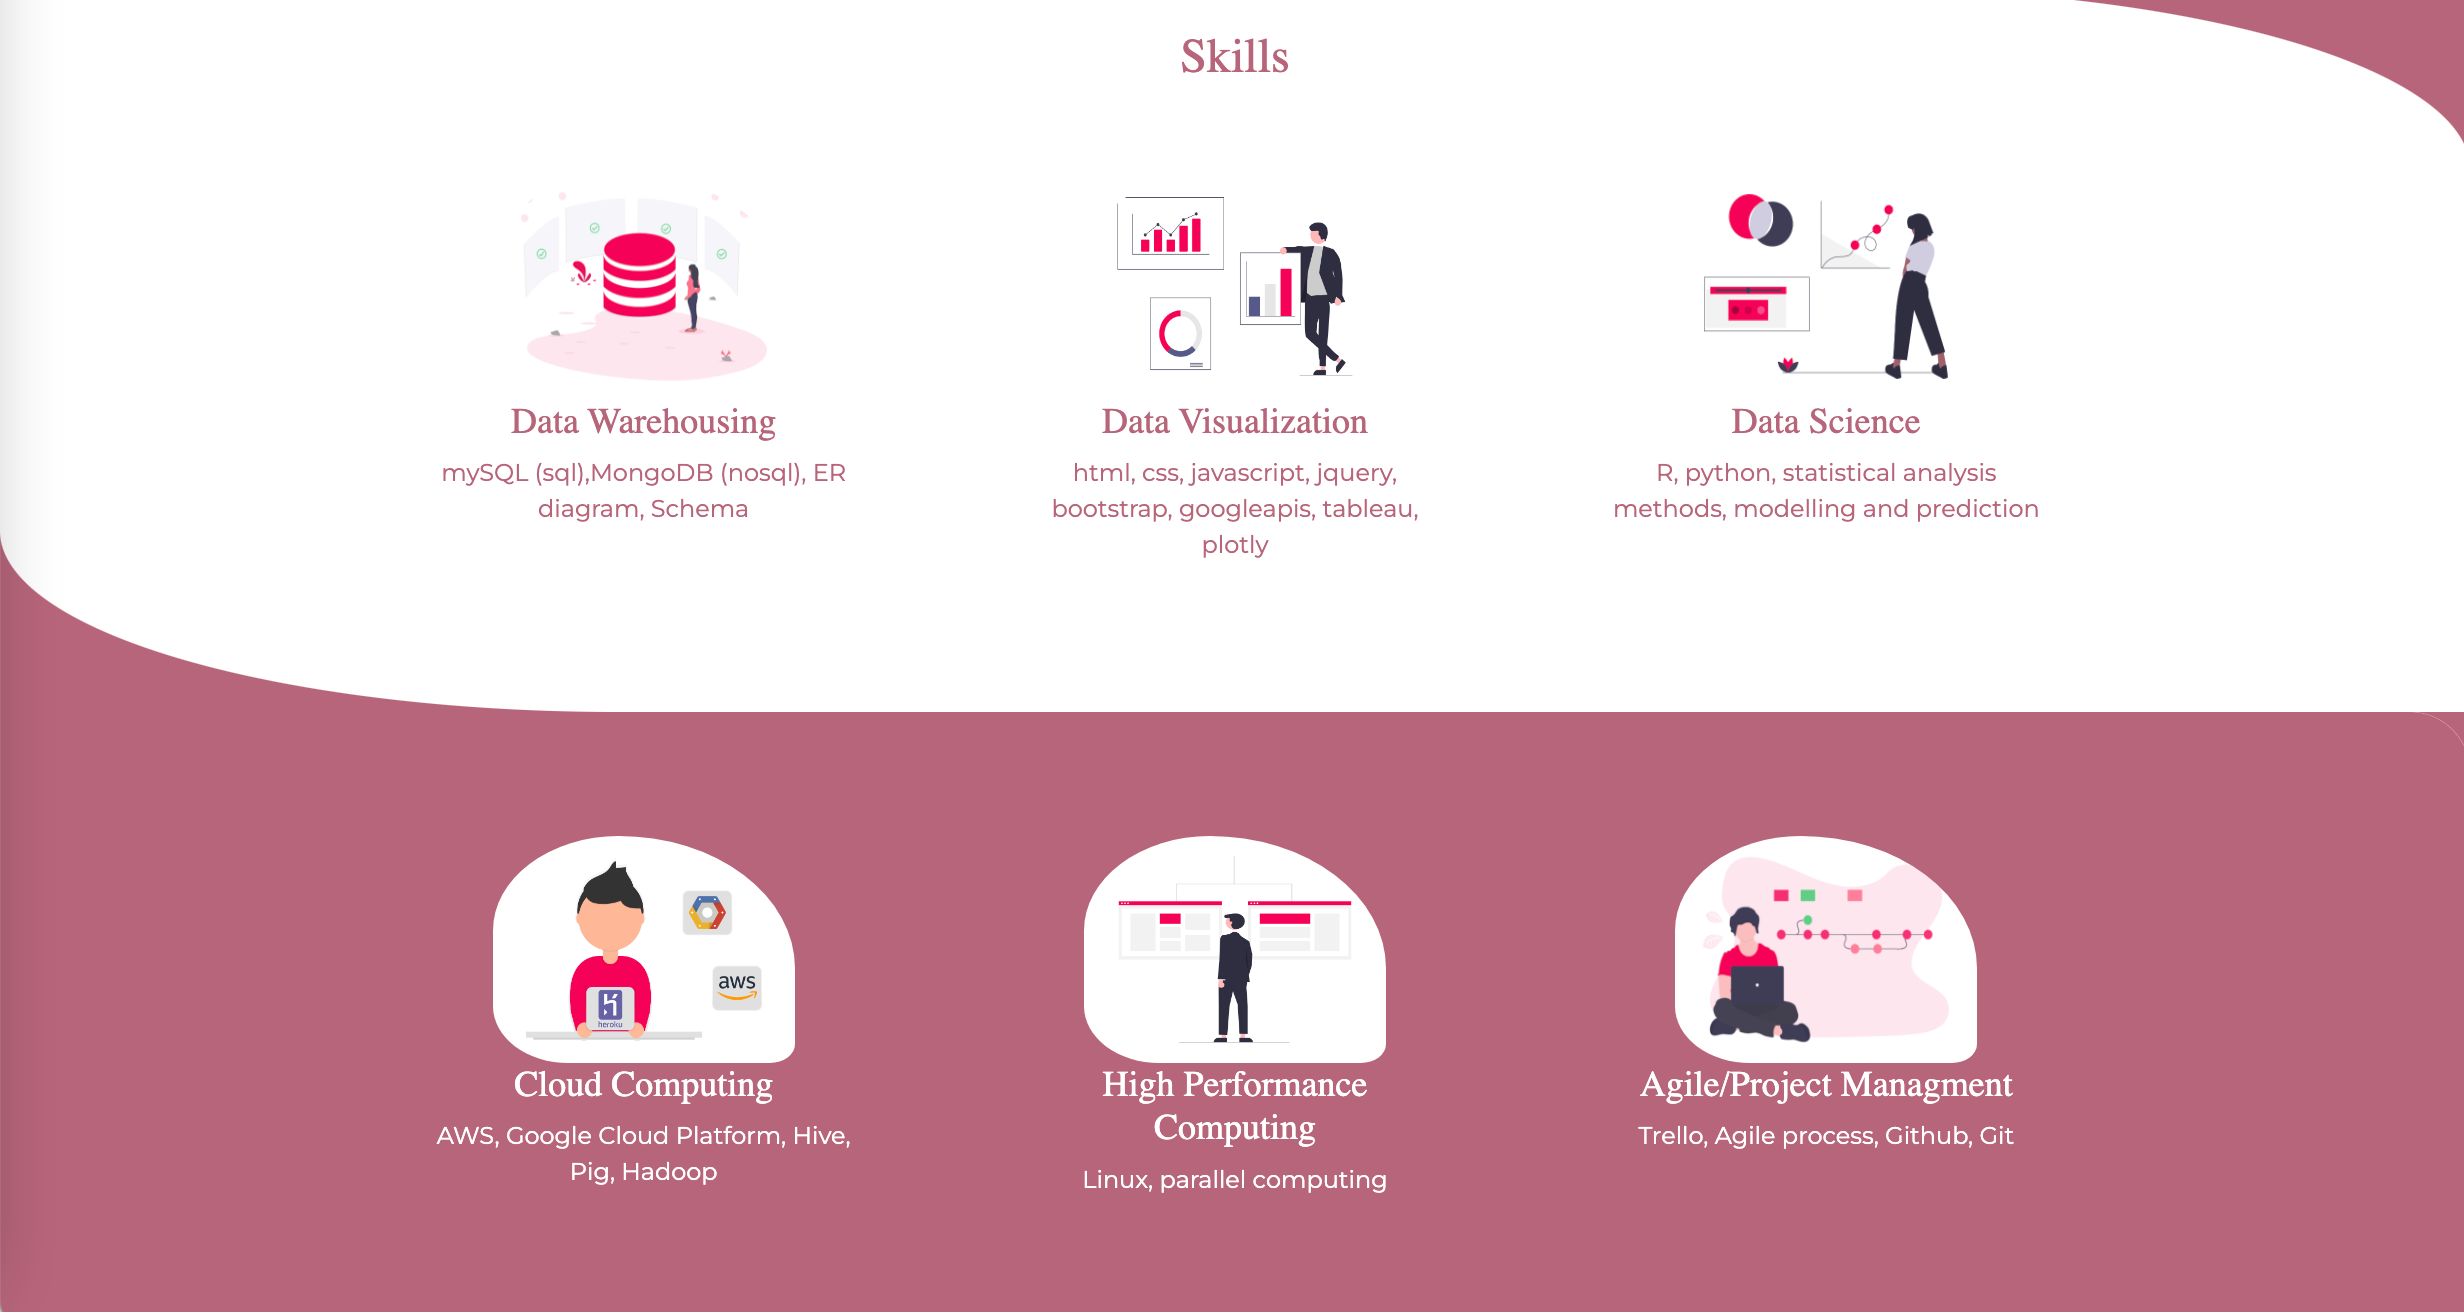 Skills
Data Warehousing
mySQL (sql),MongoDB (nosql), ER
diagram, Schema
Data Visualization
html, css, javascript, jquery,
bootstrap, googleapis, tableau,
plotly
Data Science
R, python, statistical analysis
methods, modelling and prediction
aws
heroku
Cloud Computing
AWS, Google Cloud Platform, Hive,
Pig, Hadoop
High Performance
Computing
Linux, parallel computing
Agile/Project Managment
Trello, Agile process, Github, Git